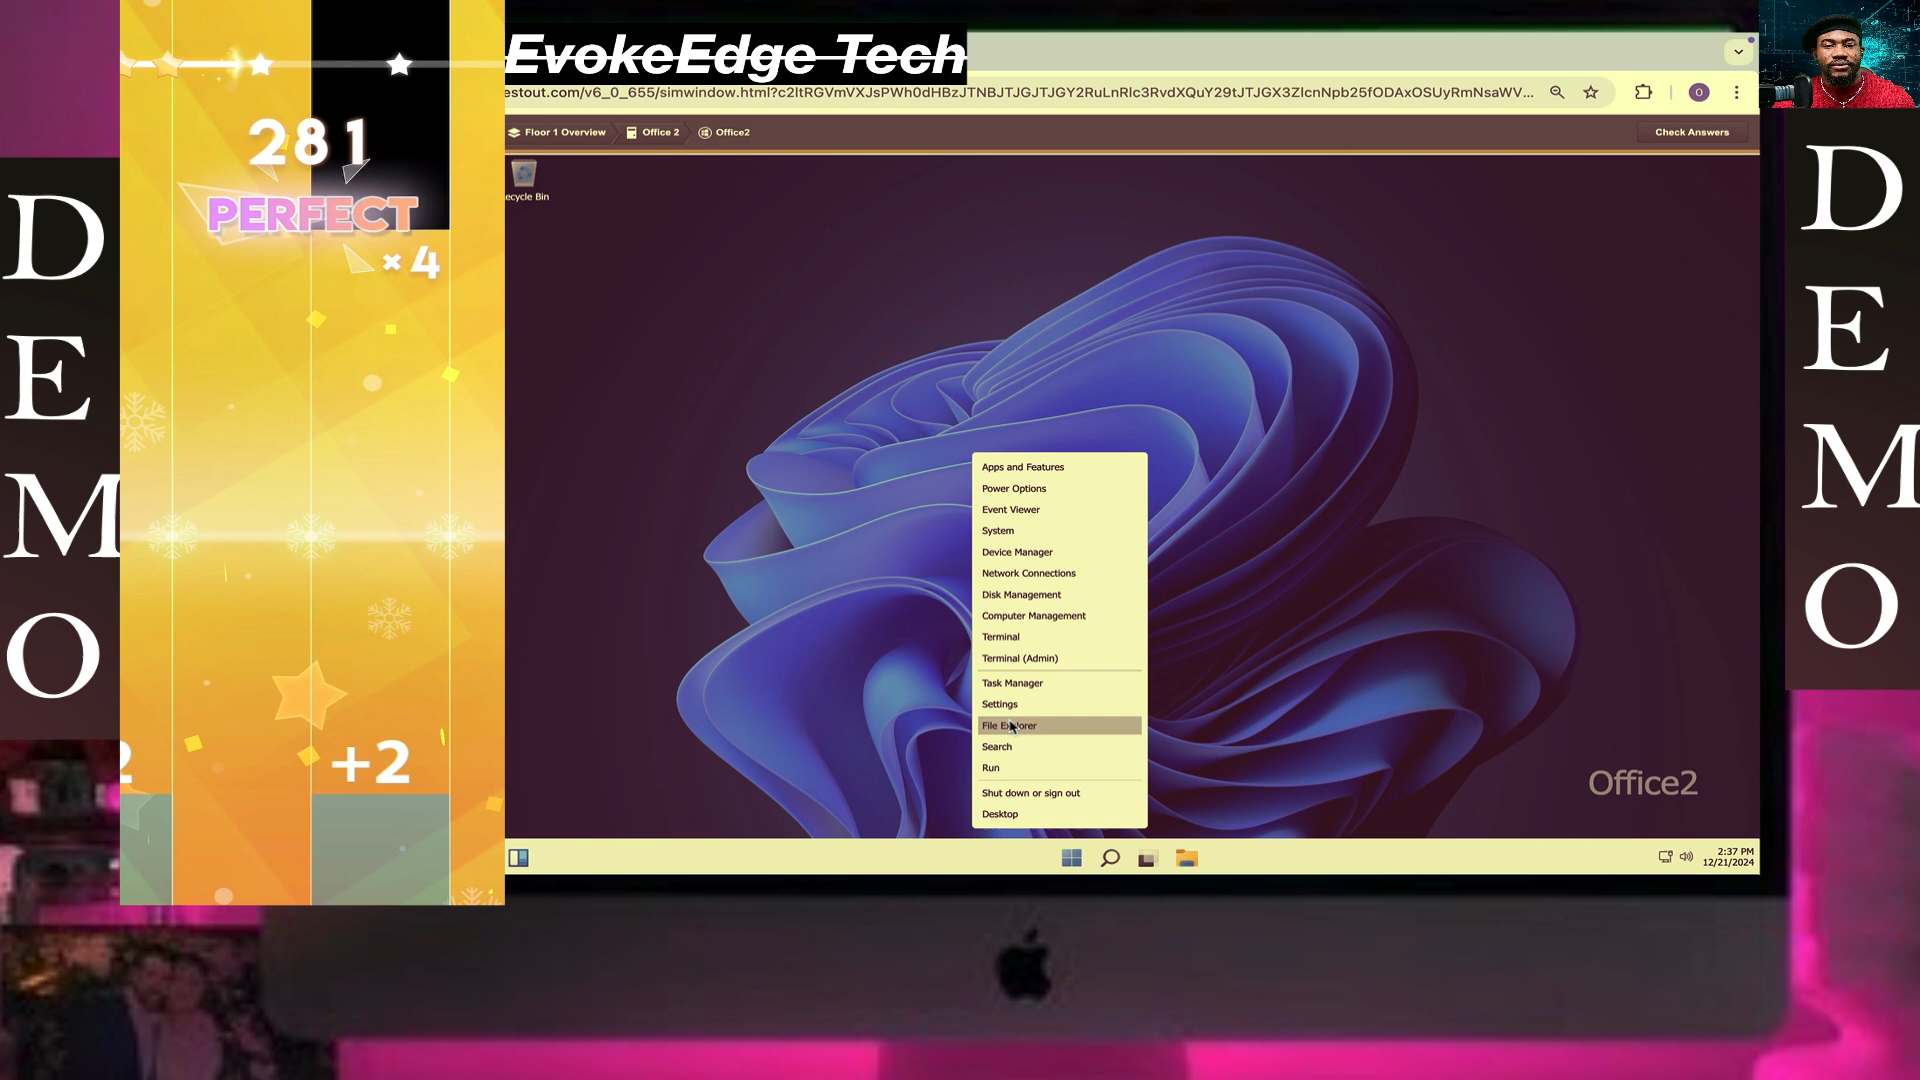 EvokeEdge Tech
estout.com/v6_0_655/simwindow.html?c2ltRGVmVXJsPWh0dHBzJTNBJTJGJTJGY2RuLnRlc3RvdXQuY29tJTJGX3ZlcnNpb25fODAxOSUyRmNsaWV...
O
Floor 1 Overview
Office 2
Office2
Check Answers
ecycle Bin
281
PERFECT
×4
DEMO
DEMO
2
+2
Apps and Features
Power Options
Event Viewer
System
Device Manager
Network Connections
Disk Management
Computer Management
Terminal
Terminal (Admin)
Task Manager
Settings
File Explorer
Search
Run
Shut down or sign out
Desktop
Office2
2:37 PM
12/21/2024